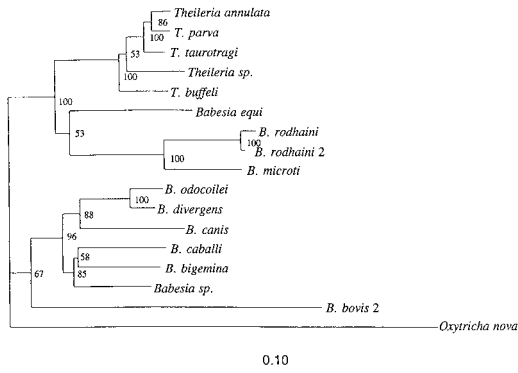 Theileria annulata
86
T. parva
100
T. taurotragi
53
Theileria sp.
100
T. buffeli
100
Babesia equi
B. rodhaini
53
100
B. rodhaini 2
100
B. microti
B. odocoilei
100
B. divergens
88
B. canis
96
B. caballi
58
B. bigemina
67
85
Babesia sp.
B. bovis 2
Oxytricha nova
0.10